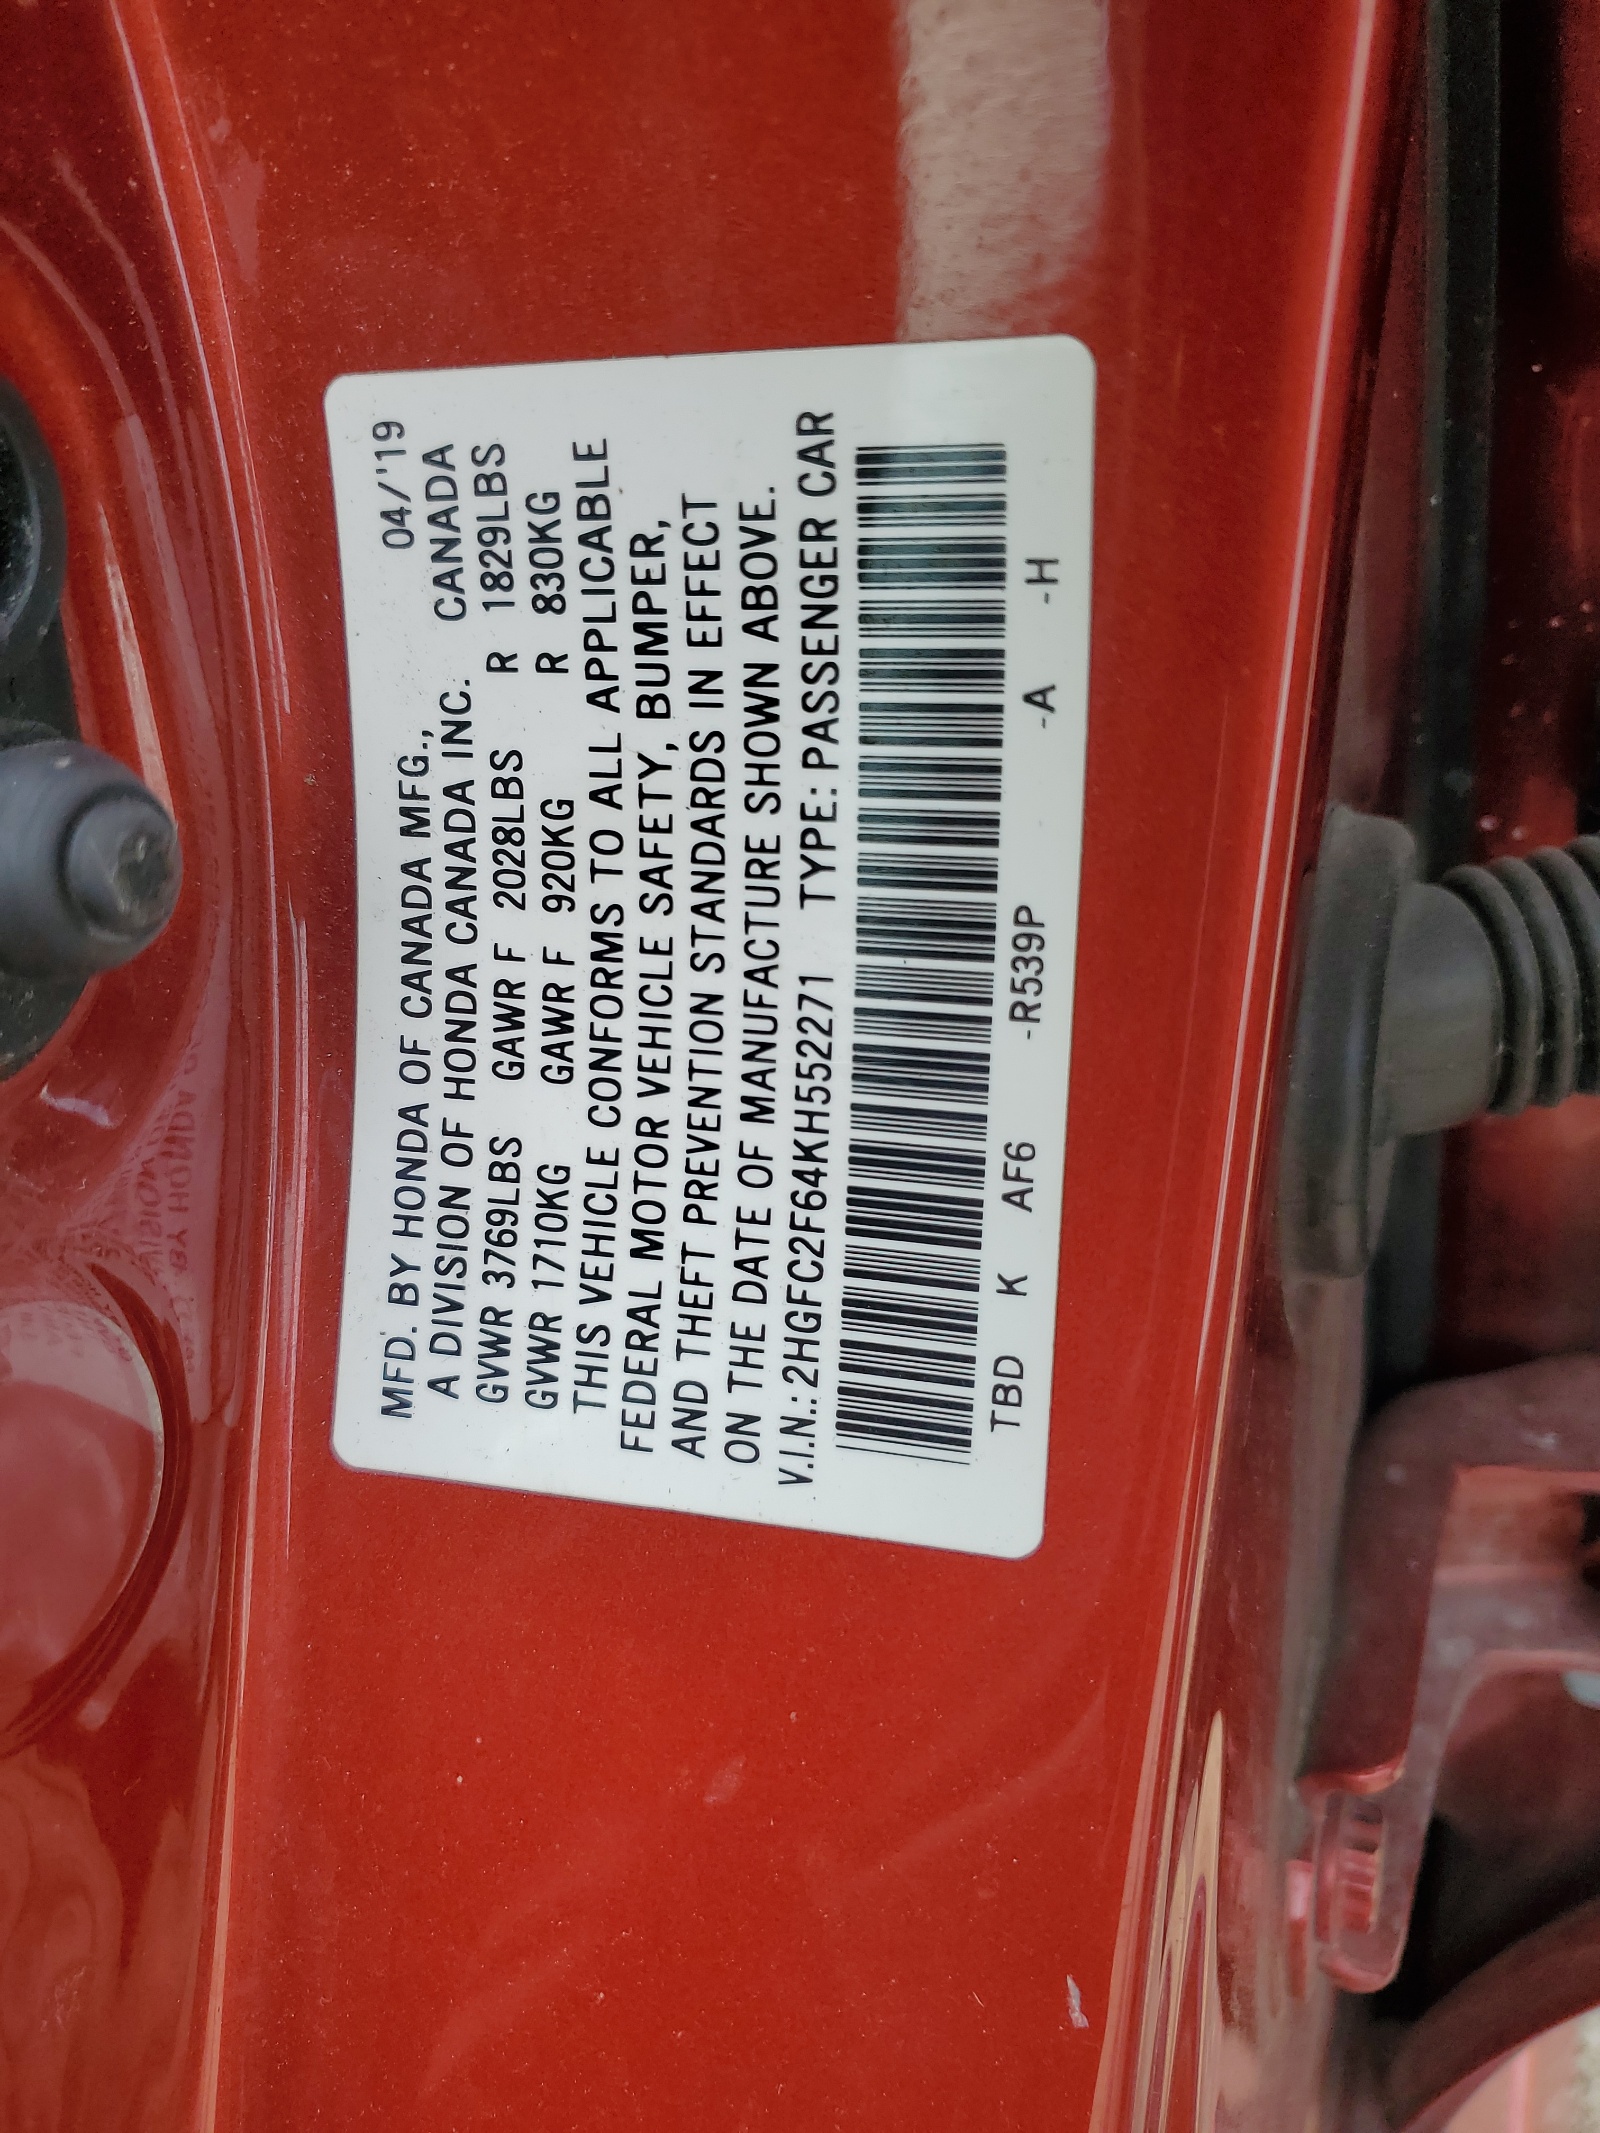 04/'19
MFD. BY HONDA OF CANADA MFG.,
A DIVISION OF HONDA CANADA INC. CANADA
GVWR 3769LBS GAWR F 2028LBS R 1829LBS
GVWR 1710KG GAWR F 920KG R 830KG
THIS VEHICLE CONFORMS TO ALL APPLICABLE
FEDERAL MOTOR VEHICLE SAFETY, BUMPER,
AND THEFT PREVENTION STANDARDS IN EFFECT
ON THE DATE OF MANUFACTURE SHOWN ABOVE.
V.I.N.: 2HGFC2F64KH552271 TYPE: PASSENGER CAR
TBD K AF6 -R539P -A -H